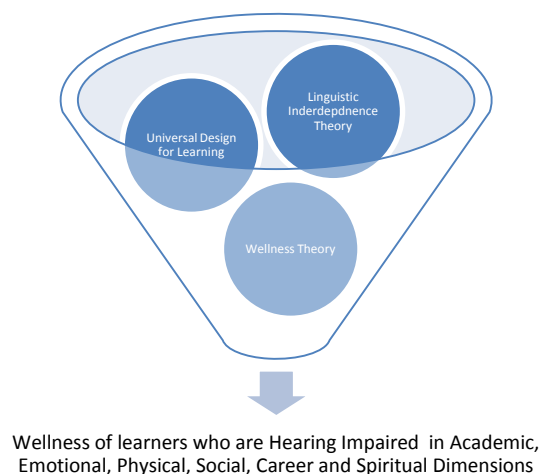 Linguistic
Inderdepdnence
Theory
Universal Design
for Learning
Wellness Theory
Wellness of learners who are Hearing Impaired in Academic,
Emotional, Physical, Social, Career and Spiritual Dimensions